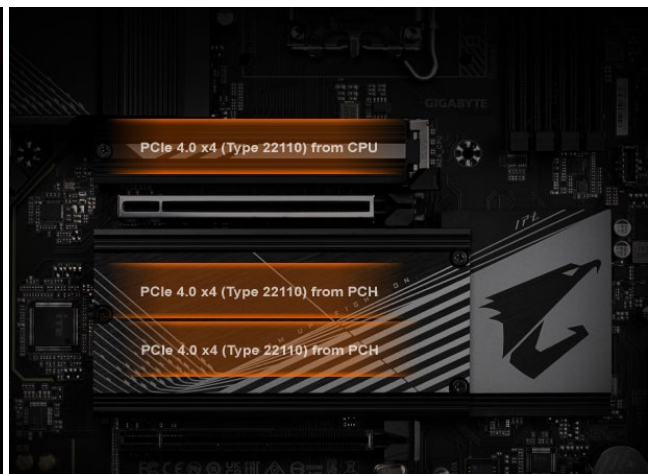 GIGABYTE
PCIe 4.0 x4 (Type 22110) from CPU
PCIe 4.0 x4 (Type 22110) from PCH
PCIe 4.0 x4 (Type 22110) from PCH